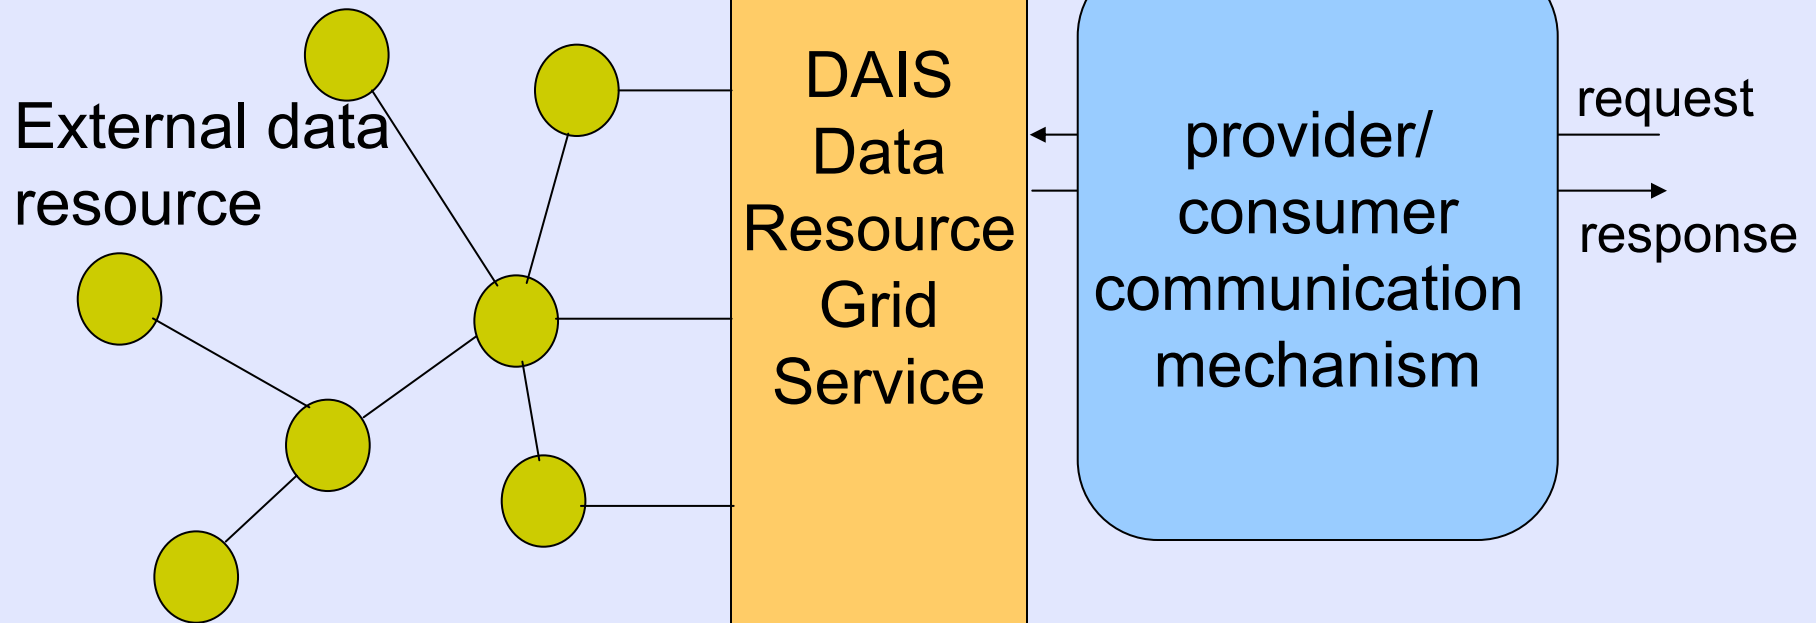 External data
resource
DAIS
Data
Resource
Grid
Service
provider/
consumer
communication
mechanism
request
response